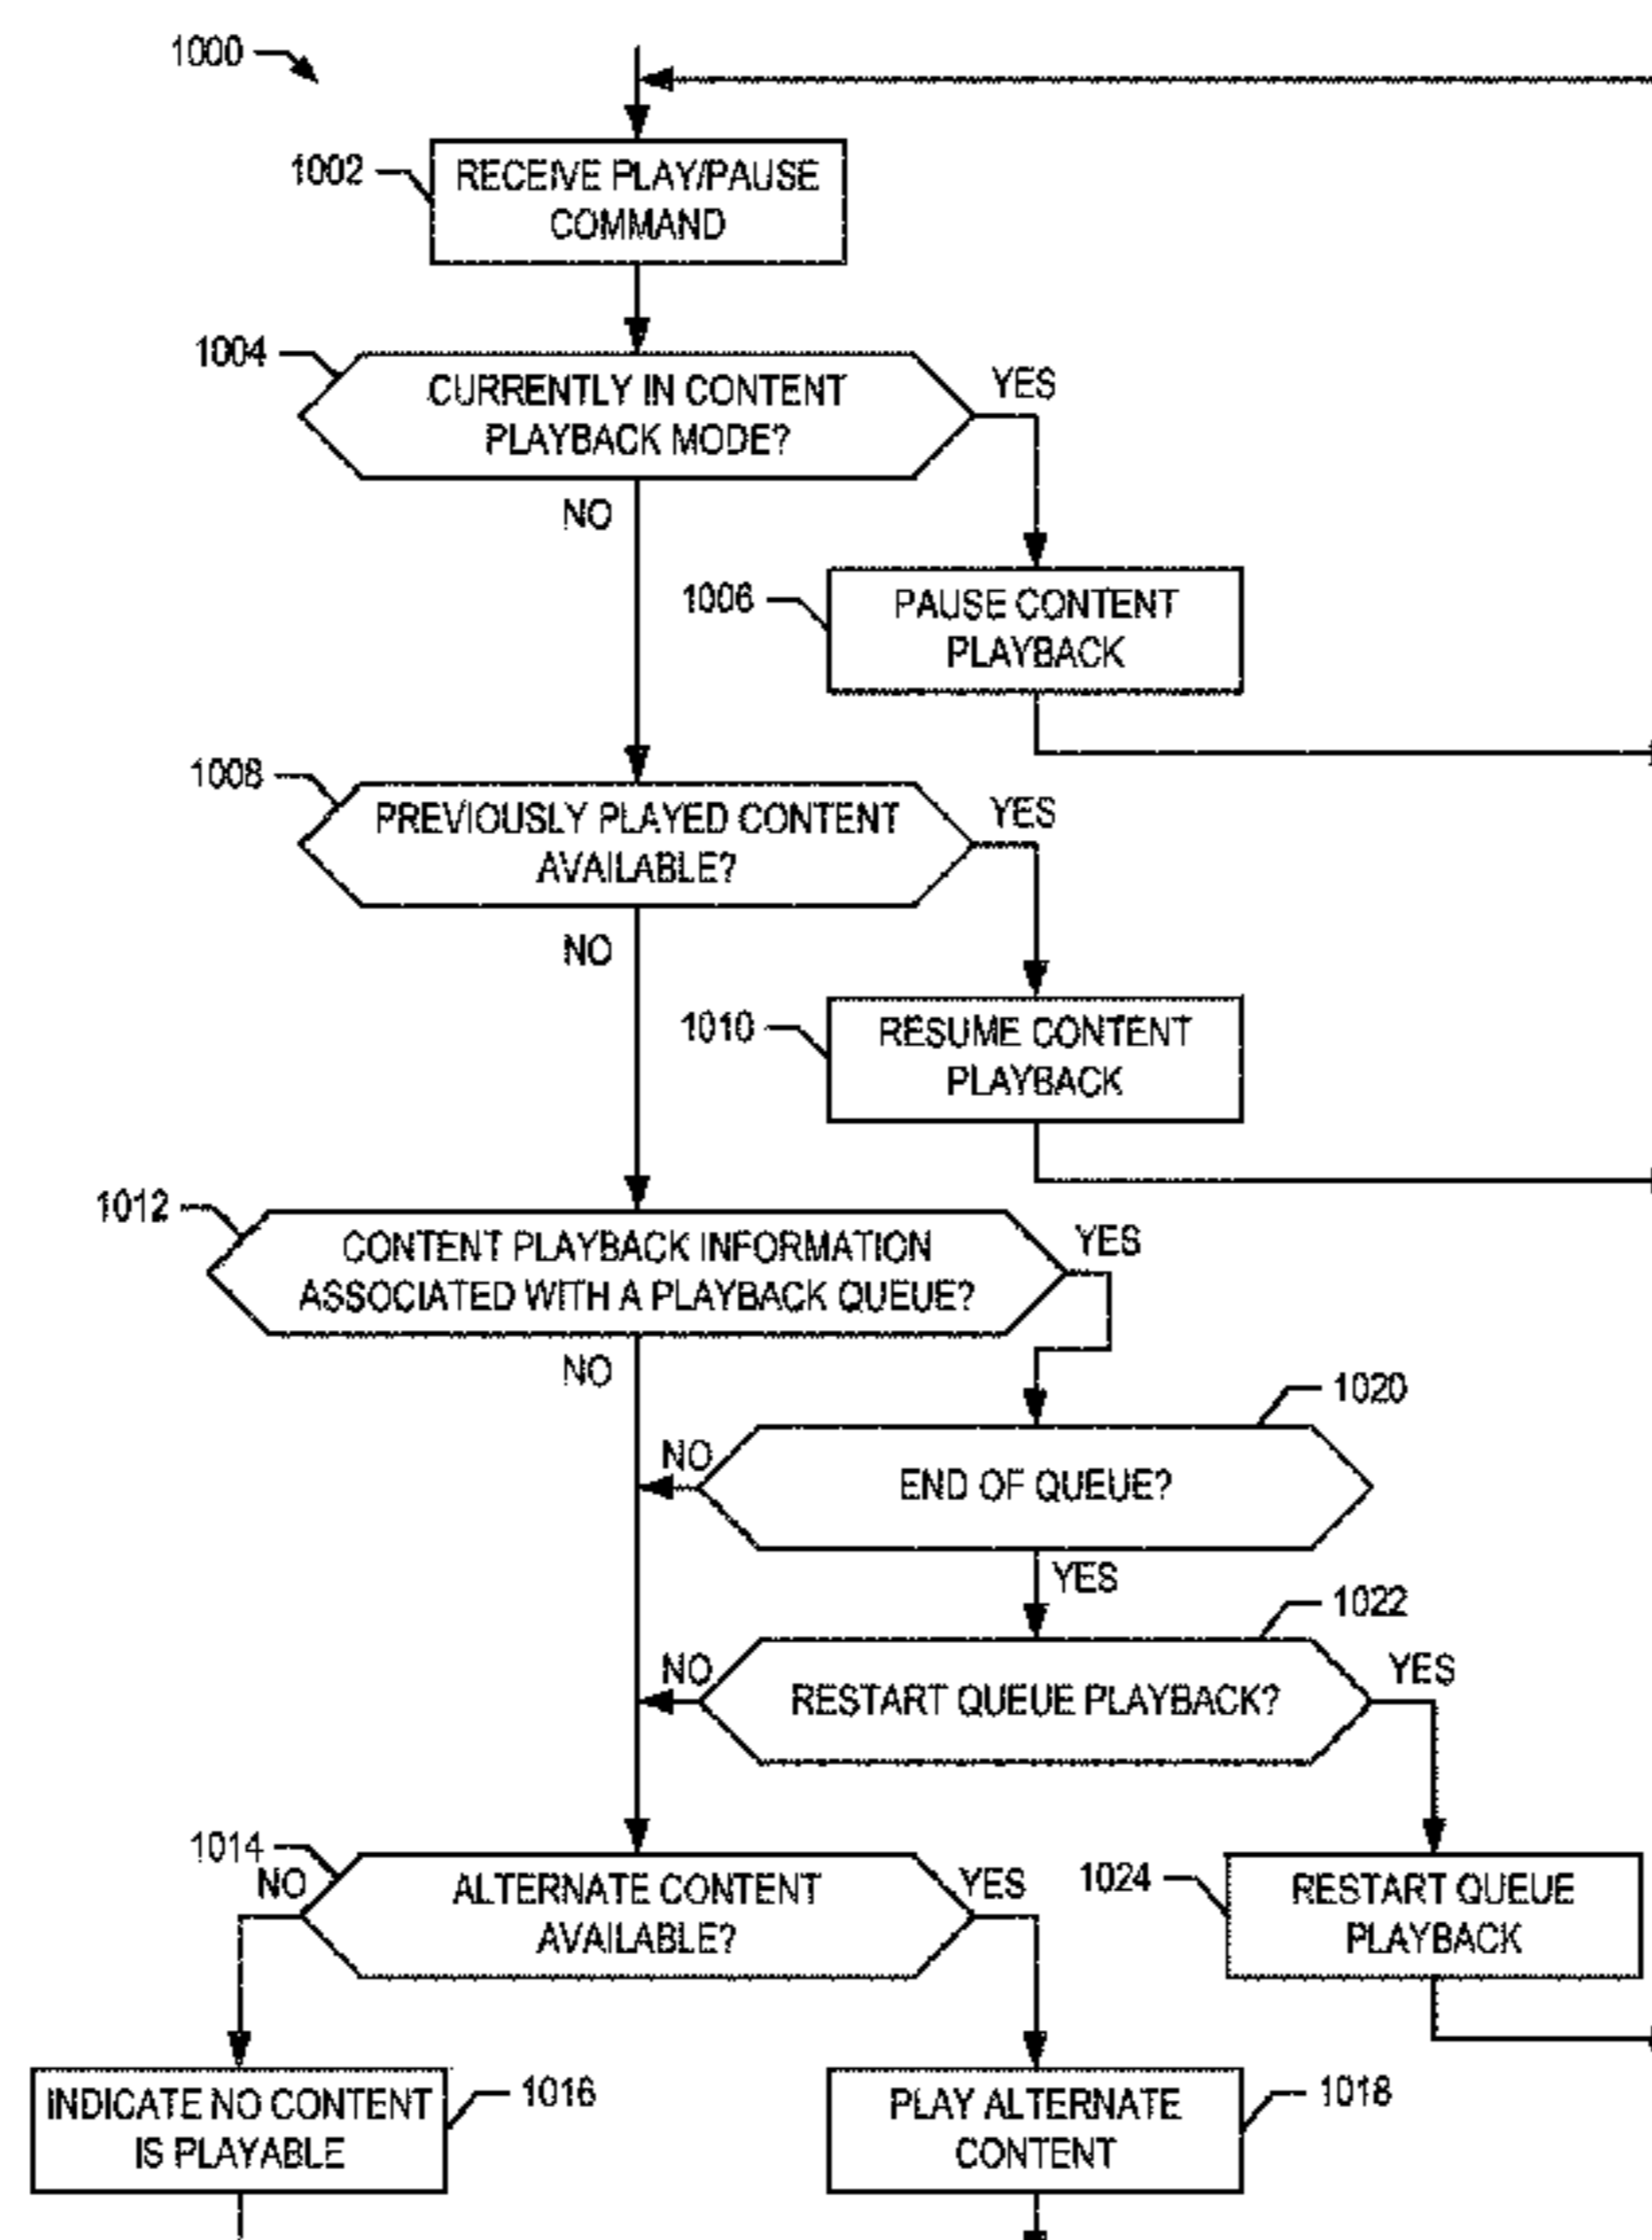 1000
1002
RECEIVE PLAY/PAUSE
COMMAND
1004
CURRENTLY IN CONTENT
PLAYBACK MODE?
YES
NO
1006
PAUSE CONTENT
PLAYBACK
1008
PREVIOUSLY PLAYED CONTENT
AVAILABLE?
YES
NO
1010
RESUME CONTENT
PLAYBACK
1012
CONTENT PLAYBACK INFORMATION
ASSOCIATED WITH A PLAYBACK QUEUE?
YES
NO
1020
NO
END OF QUEUE?
YES
1022
NO
RESTART QUEUE PLAYBACK?
YES
1014
NO
ALTERNATE CONTENT
AVAILABLE?
YES
1024
RESTART QUEUE
PLAYBACK
INDICATE NO CONTENT
IS PLAYABLE
1016
PLAY ALTERNATE
CONTENT
1018